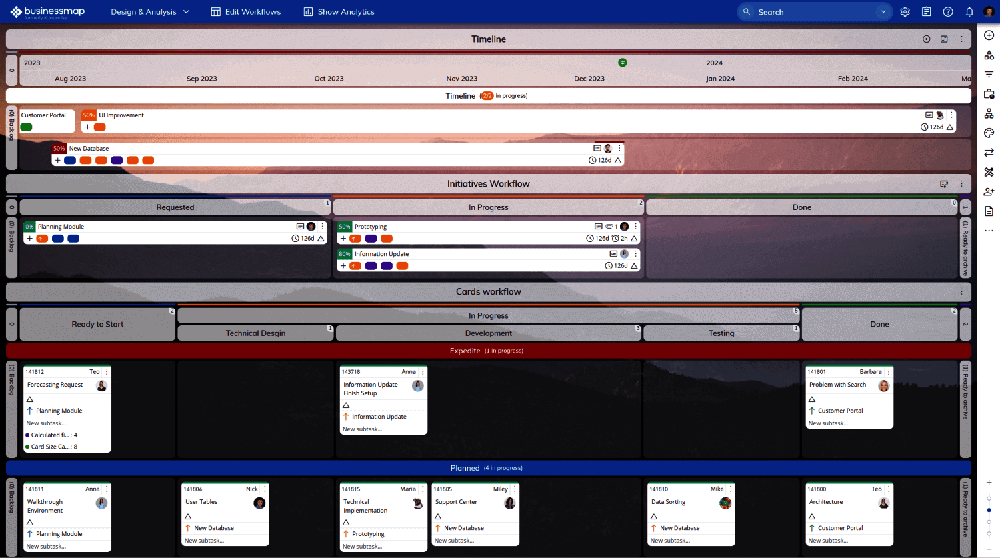 businessmap
formerly Kanbanize
Design & Analysis
Edit Workflows
Show Analytics
Search
Timeline
0
2023
2024
Aug 2023
Sep 2023
Oct 2023
Nov 2023
Dec 2023
Jan 2024
Feb 2024
Ma
Timeline (2/2 in progress)
(0) Backlog
Customer Portal
50% UI Improvement
126d
50% New Database
126d
Initiatives Workflow
0
Requested
1
In Progress
2
Done
0
1
(0) Backlog
0% Planning Module
126d
50% Prototyping
1
126d 2h
80% Information Update
126d
(1) Ready to archive
Cards workflow
0
Ready to Start
2
In Progress
5
Technical Desgin
1
Development
3
Testing
1
Done
2
2
Expedite (1 in progress)
(0) Backlog
141812 Teo
Forecasting Request
Planning Module
New subtask...
Calculated fi...: 4
Card Size Ca...: 8
143718 Anna
Information Update -
Finish Setup
Information Update
New subtask...
141801 Barbara
Problem with Search
Customer Portal
New subtask...
(1) Ready to archive
Planned (4 in progress)
(0) Backlog
141811 Anna
Walkthrough
Environment
Planning Module
New subtask...
141804 Nick
User Tables
New Database
New subtask...
141815 Maria
Technical
Implementation
Prototyping
New subtask...
141805 Miley
Support Center
New Database
New subtask...
141810 Mike
Data Sorting
New Database
New subtask...
141800 Teo
Architecture
Customer Portal
New subtask...
(1) Ready to archive